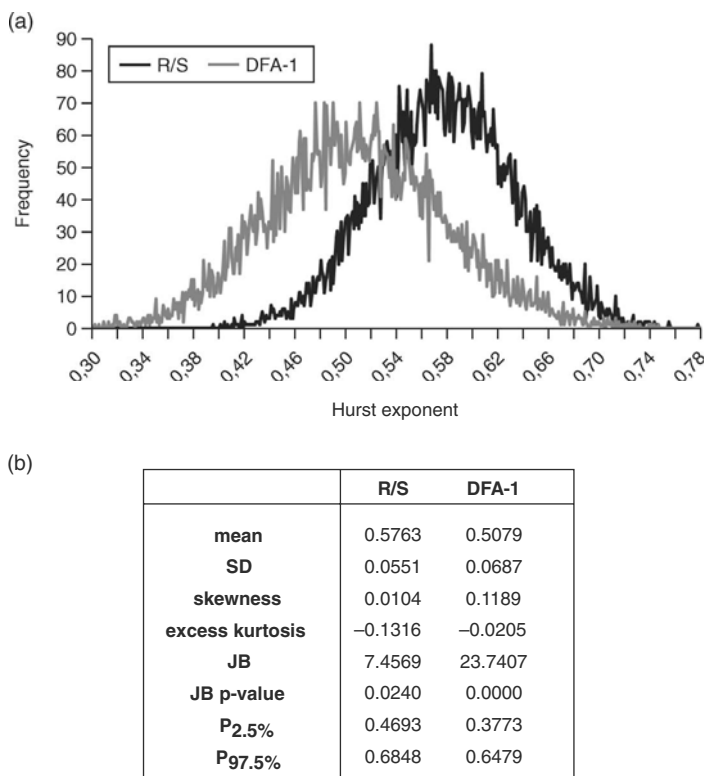 (a)
90
80
70
60
50
40
30
20
10
0
Frequency
R/S DFA-1
0,30 0,34 0,38 0,42 0,46 0,50 0,54 0,58 0,62 0,66 0,70 0,74 0,78
Hurst exponent
(b)
R/S DFA-1
mean 0.5763 0.5079
SD 0.0551 0.0687
skewness 0.0104 0.1189
excess kurtosis –0.1316 –0.0205
JB 7.4569 23.7407
JB p-value 0.0240 0.0000
P2.5% 0.4693 0.3773
P97.5% 0.6848 0.6479